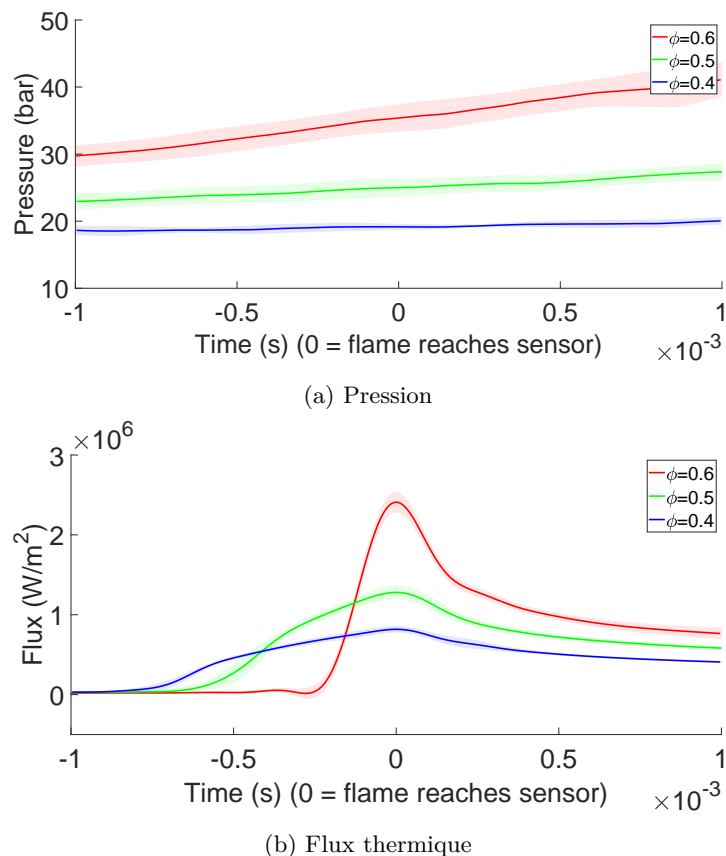 50
40
30
20
10
Pressure (bar)
ϕ=0.6
ϕ=0.5
ϕ=0.4
-1 -0.5 0 0.5 1
Time (s) (0 = flame reaches sensor)
×10⁻³
(a) Pression
×10⁶
3
2
1
0
Flux (W/m²)
ϕ=0.6
ϕ=0.5
ϕ=0.4
-1 -0.5 0 0.5 1
Time (s) (0 = flame reaches sensor)
×10⁻³
(b) Flux thermique